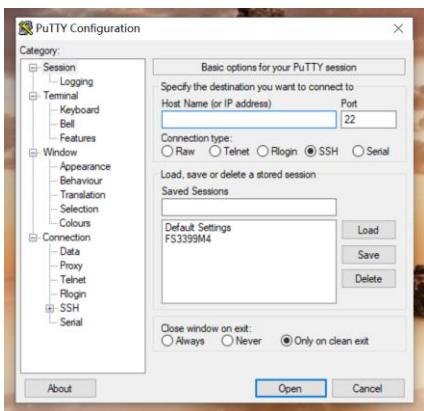 PuTTY Configuration
Category:
Session
Logging
Terminal
Keyboard
Bell
Features
Window
Appearance
Behaviour
Translation
Selection
Colours
Connection
Data
Proxy
Telnet
Rlogin
SSH
Serial
Basic options for your PuTTY session
Specify the destination you want to connect to
Host Name (or IP address) Port
22
Connection type:
Raw Telnet Rlogin SSH Serial
Load, save or delete a stored session
Saved Sessions
Default Settings
FS3399M4
Load
Save
Delete
Close window on exit:
Always Never Only on clean exit
About Open Cancel